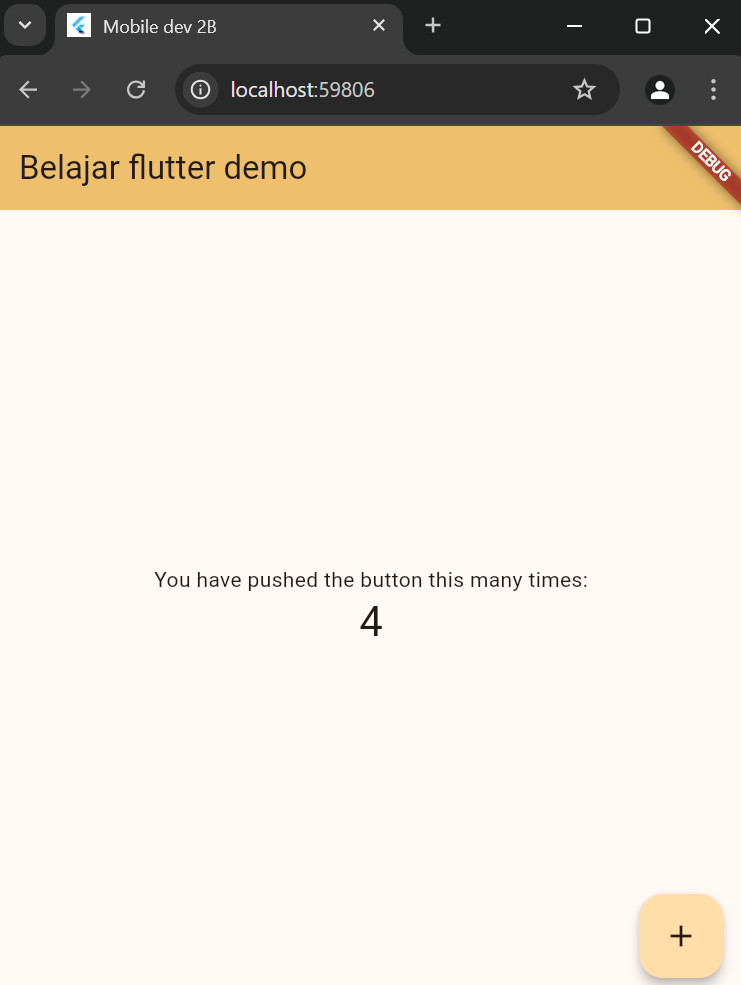 Mobile dev 2B
localhost:59806
Belajar flutter demo
DEBUG
You have pushed the button this many times:
4